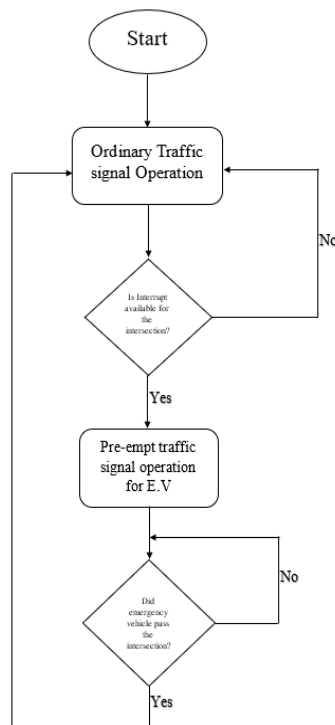 Start
Ordinary Traffic
signal Operation
No
Is Interrupt
available for
the
intersection?
Yes
Pre-empt traffic
signal operation
for E.V
No
Did
emergency
vehicle pass
the
intersection?
Yes